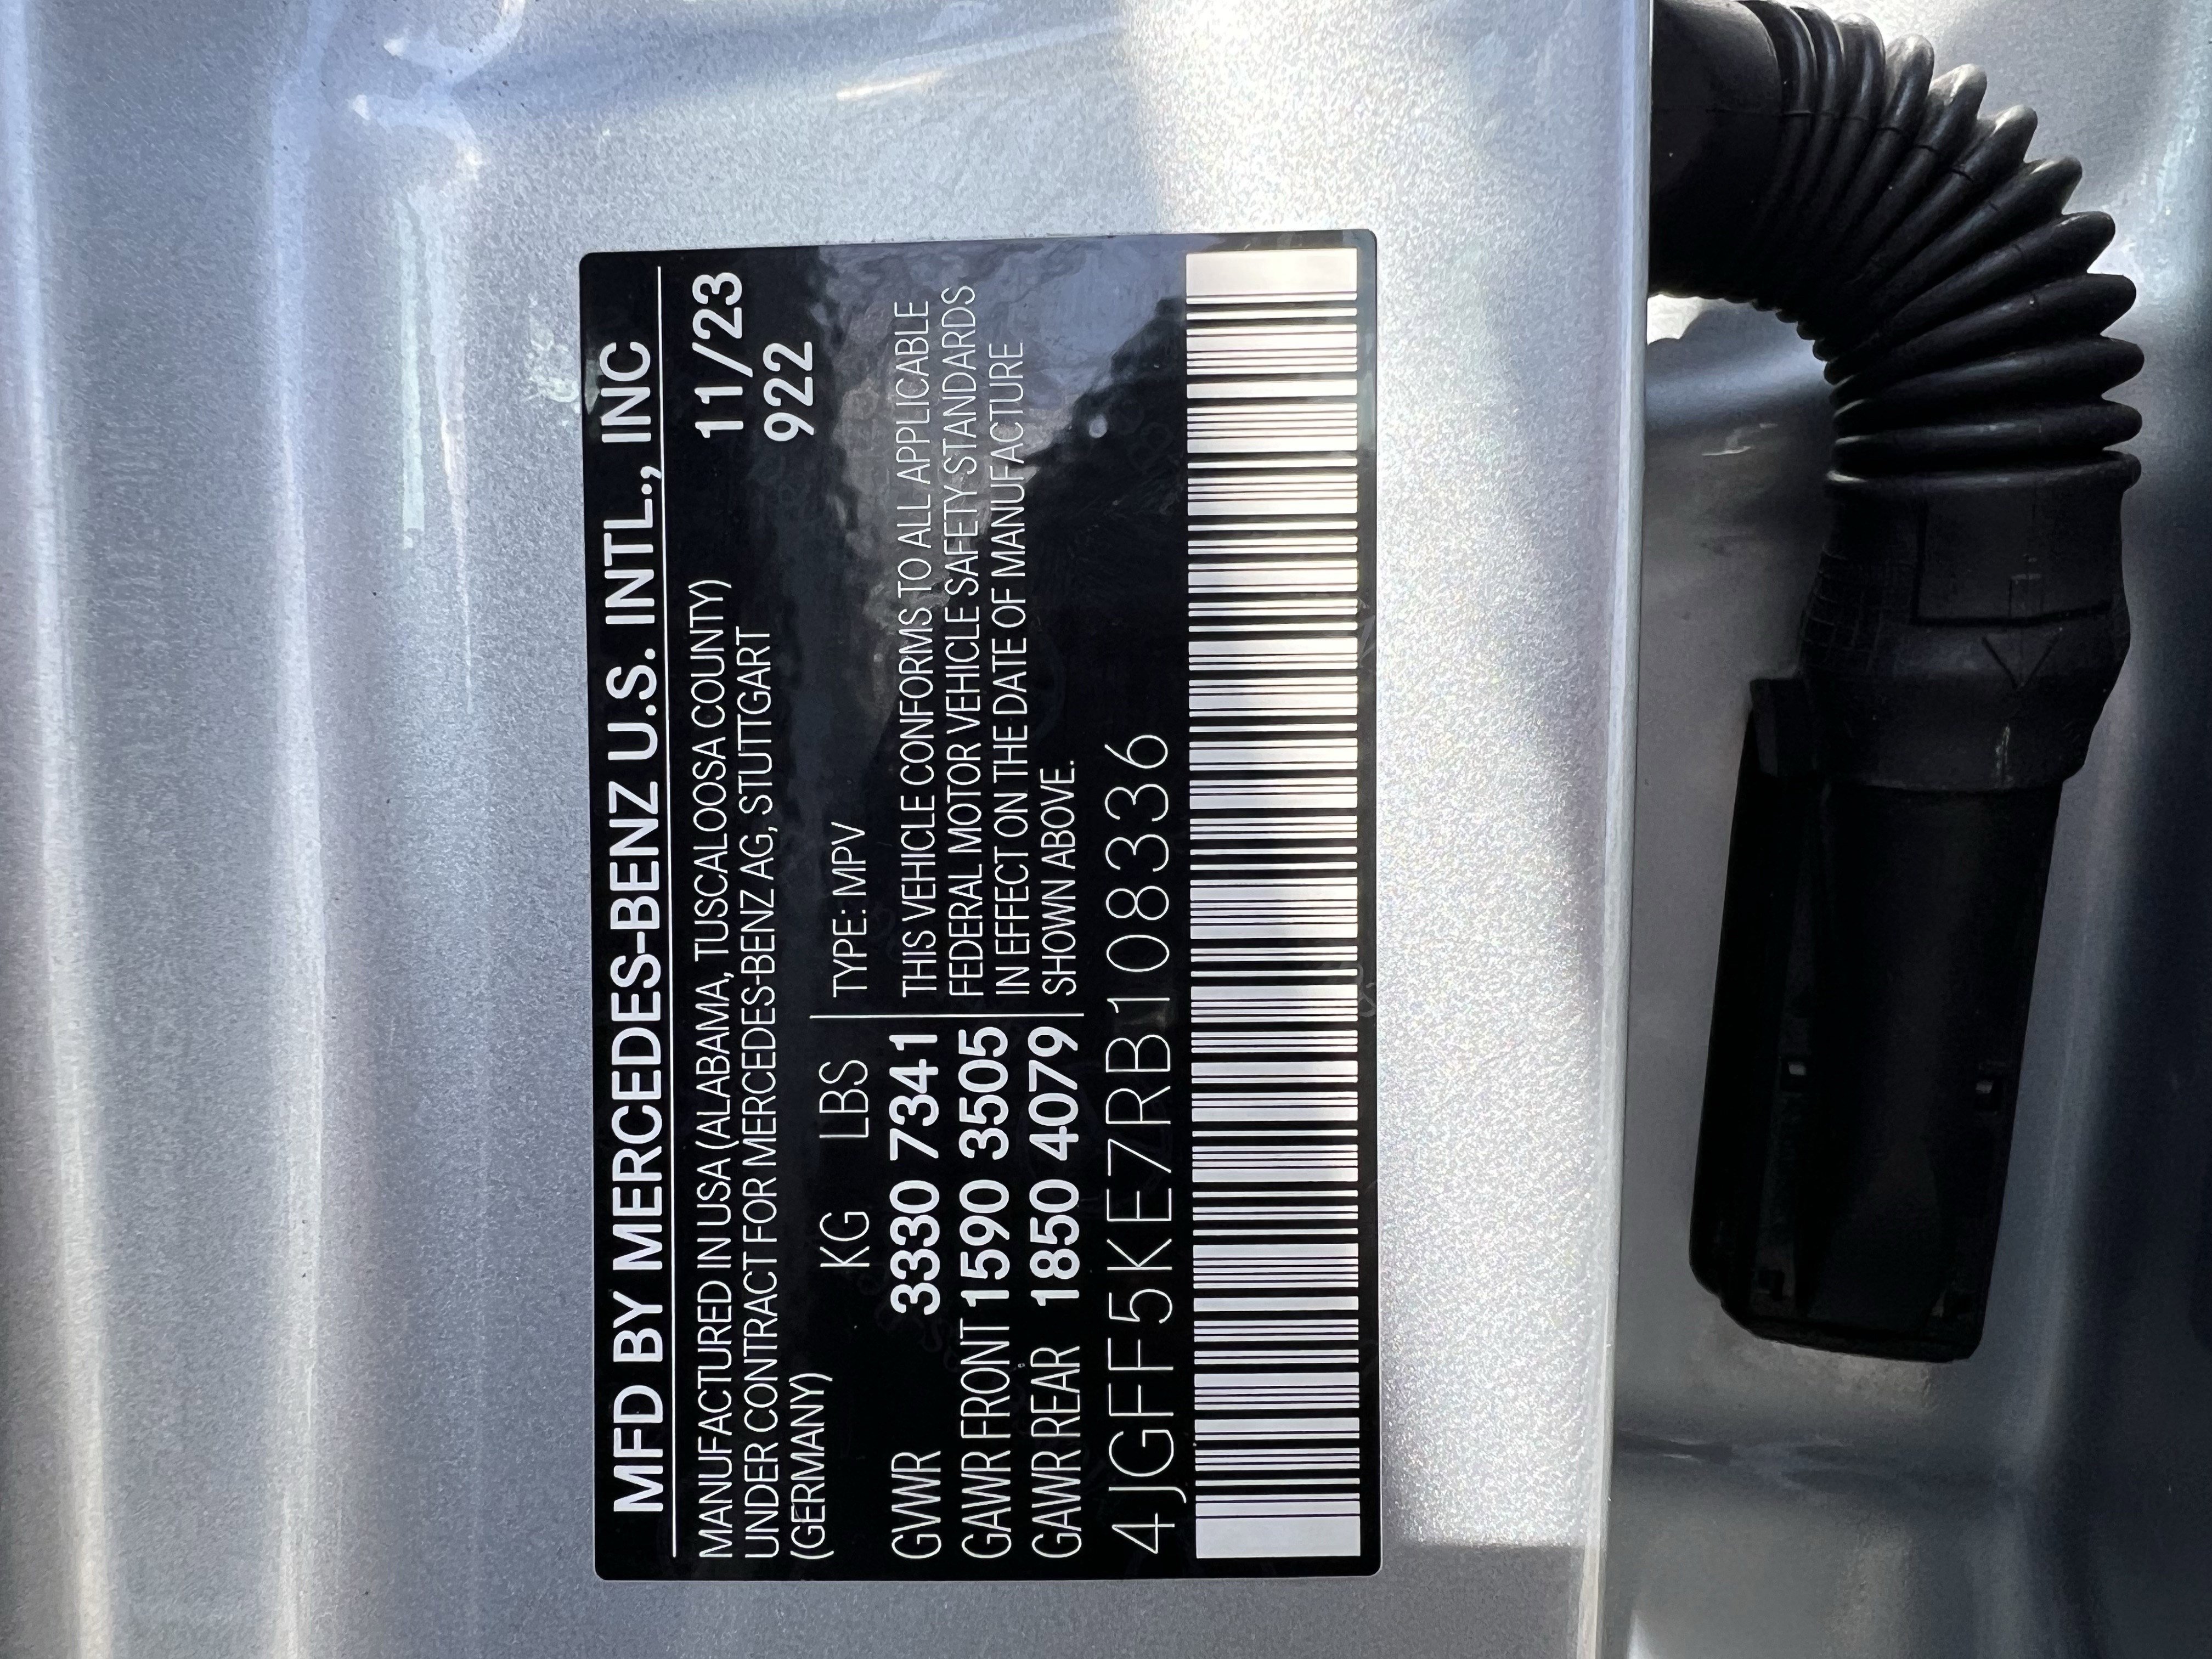 MFD BY MERCEDES-BENZ U.S. INTL., INC
MANUFACTURED IN USA (ALABAMA, TUSCALOOSA COUNTY) 11/23
UNDER CONTRACT FOR MERCEDES-BENZ AG, STUTTGART 922
(GERMANY)
KG LBS TYPE: MPV
GVWR 3330 7341
GAWR FRONT 1590 3505
GAWR REAR 1850 4079
THIS VEHICLE CONFORMS TO ALL APPLICABLE
FEDERAL MOTOR VEHICLE SAFETY STANDARDS
IN EFFECT ON THE DATE OF MANUFACTURE
SHOWN ABOVE.
4JGFF5KE7RB108336